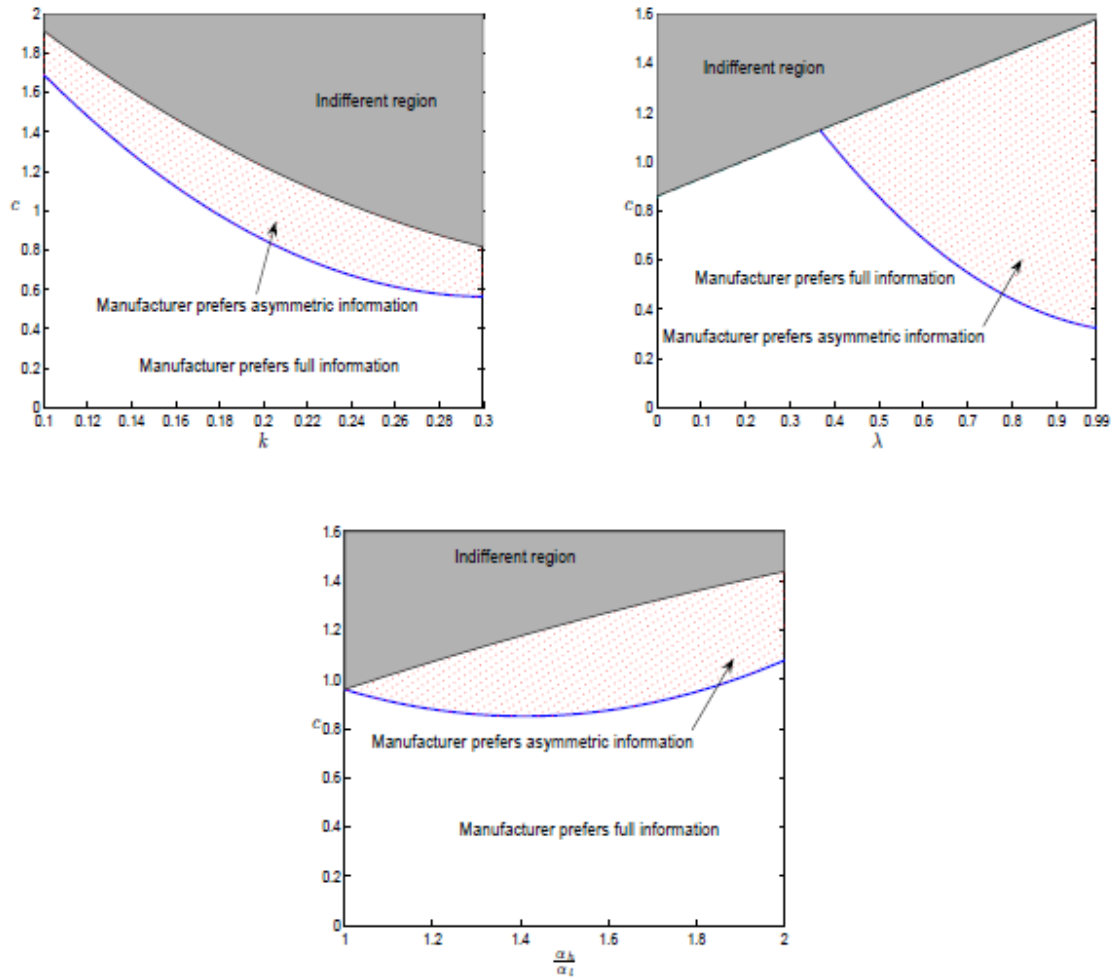 2
1.8
1.6
1.4
1.2
1
0.8
0.6
0.4
0.2
0
c
Indifferent region
Manufacturer prefers asymmetric information
Manufacturer prefers full information
0.1 0.12 0.14 0.16 0.18 0.2 0.22 0.24 0.26 0.28 0.3
k
1.6
1.4
1.2
1.0
0.8
0.6
0.4
0.2
0
c
Indifferent region
Manufacturer prefers full information
Manufacturer prefers asymmetric information
0 0.1 0.2 0.3 0.4 0.5 0.6 0.7 0.8 0.9 0.99
λ
1.6
1.4
1.2
1.0
0.8
0.6
0.4
0.2
0
c
Indifferent region
Manufacturer prefers asymmetric information
Manufacturer prefers full information
1 1.2 1.4 1.6 1.8 2
α_h
α_l